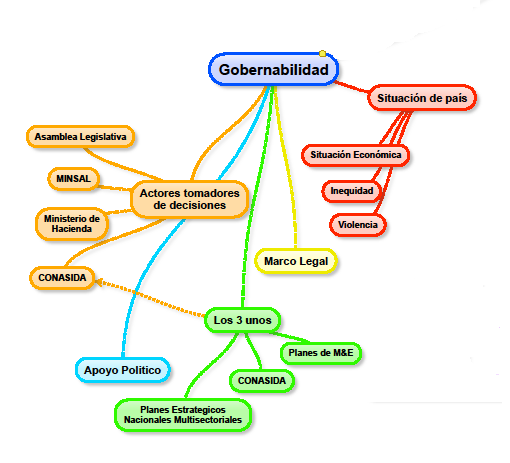 Gobernabilidad
Situación de país
Asamblea Legislativa
Situación Económica
MINSAL
Actores tomadores
de decisiones
Inequidad
Ministerio de
Hacienda
Violencia
Marco Legal
CONASIDA
Los 3 unos
Planes de M&E
Apoyo Politico
CONASIDA
Planes Estrategicos
Nacionales Multisectoriales